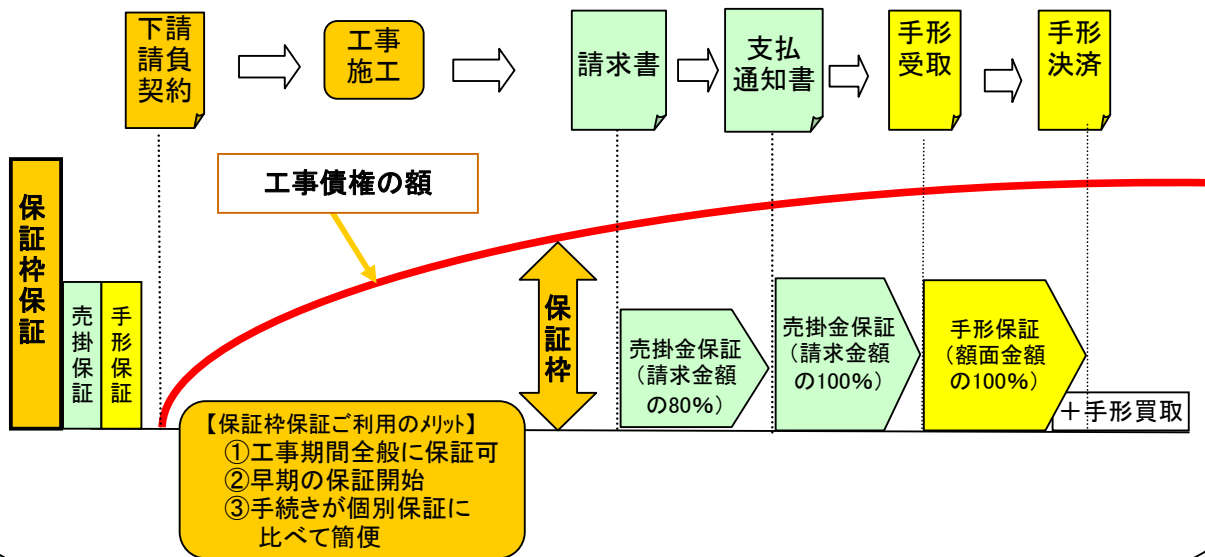 下請
請負
契約
工事
施工
請求書
支払
通知書
手形
受取
手形
決済
工事債権の額
保証枠保証
売掛保証
手形保証
保証枠
売掛金保証
（請求金額
の80%）
売掛金保証
（請求金額
の100%）
手形保証
（額面金額
の100%）
＋手形買取
【保証枠保証ご利用のメリット】
①工事期間全般に保証可
②早期の保証開始
③手続きが個別保証に
比べて簡便